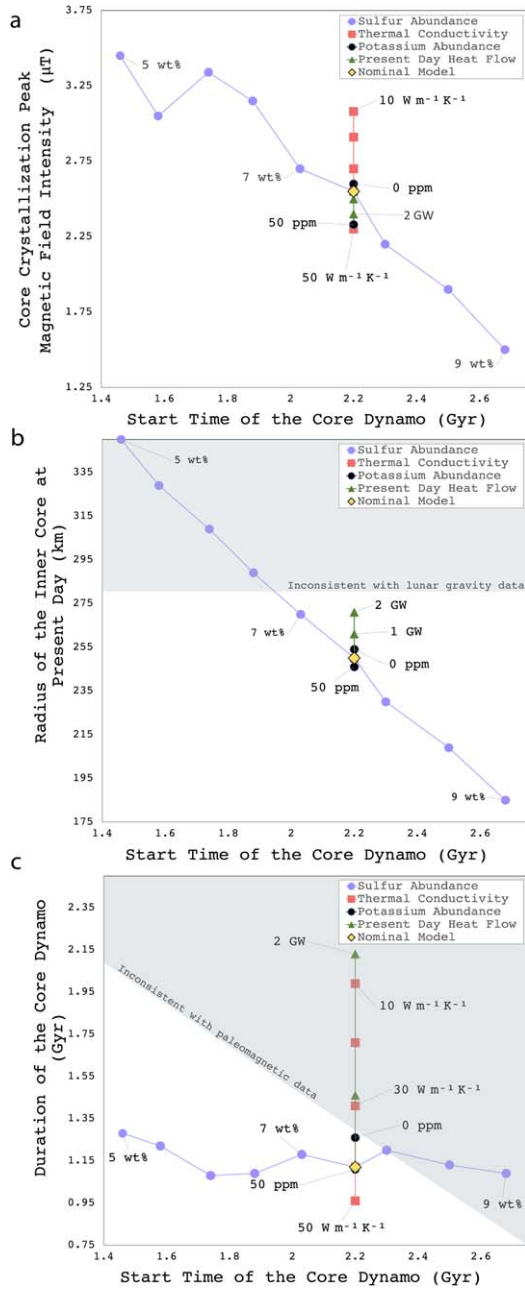 a
3.75
3.25
2.75
2.25
1.75
1.25
Core Crystallization Peak
Magnetic Field Intensity (μT)
Sulfur Abundance
Thermal Conductivity
Potassium Abundance
Present Day Heat Flow
Nominal Model
5 wt%
10 W m⁻¹ K⁻¹
7 wt%
0 ppm
50 ppm
2 GW
50 W m⁻¹ K⁻¹
9 wt%
1.4 1.6 1.8 2 2.2 2.4 2.6
Start Time of the Core Dynamo (Gyr)
b
335
315
295
275
255
235
215
195
175
Radius of the Inner Core at
Present Day (km)
Sulfur Abundance
Thermal Conductivity
Potassium Abundance
Present Day Heat Flow
Nominal Model
5 wt%
Inconsistent with lunar gravity data
2 GW
7 wt%
1 GW
0 ppm
50 ppm
9 wt%
1.4 1.6 1.8 2 2.2 2.4 2.6
Start Time of the Core Dynamo (Gyr)
c
2.35
2.15
1.95
1.75
1.55
1.35
1.15
0.95
0.75
Duration of the Core Dynamo
(Gyr)
Sulfur Abundance
Thermal Conductivity
Potassium Abundance
Present Day Heat Flow
Nominal Model
2 GW
Inconsistent with paleomagnetic data
10 W m⁻¹ K⁻¹
30 W m⁻¹ K⁻¹
0 ppm
7 wt%
5 wt%
50 ppm
9 wt%
50 W m⁻¹ K⁻¹
1.4 1.6 1.8 2 2.2 2.4 2.6
Start Time of the Core Dynamo (Gyr)